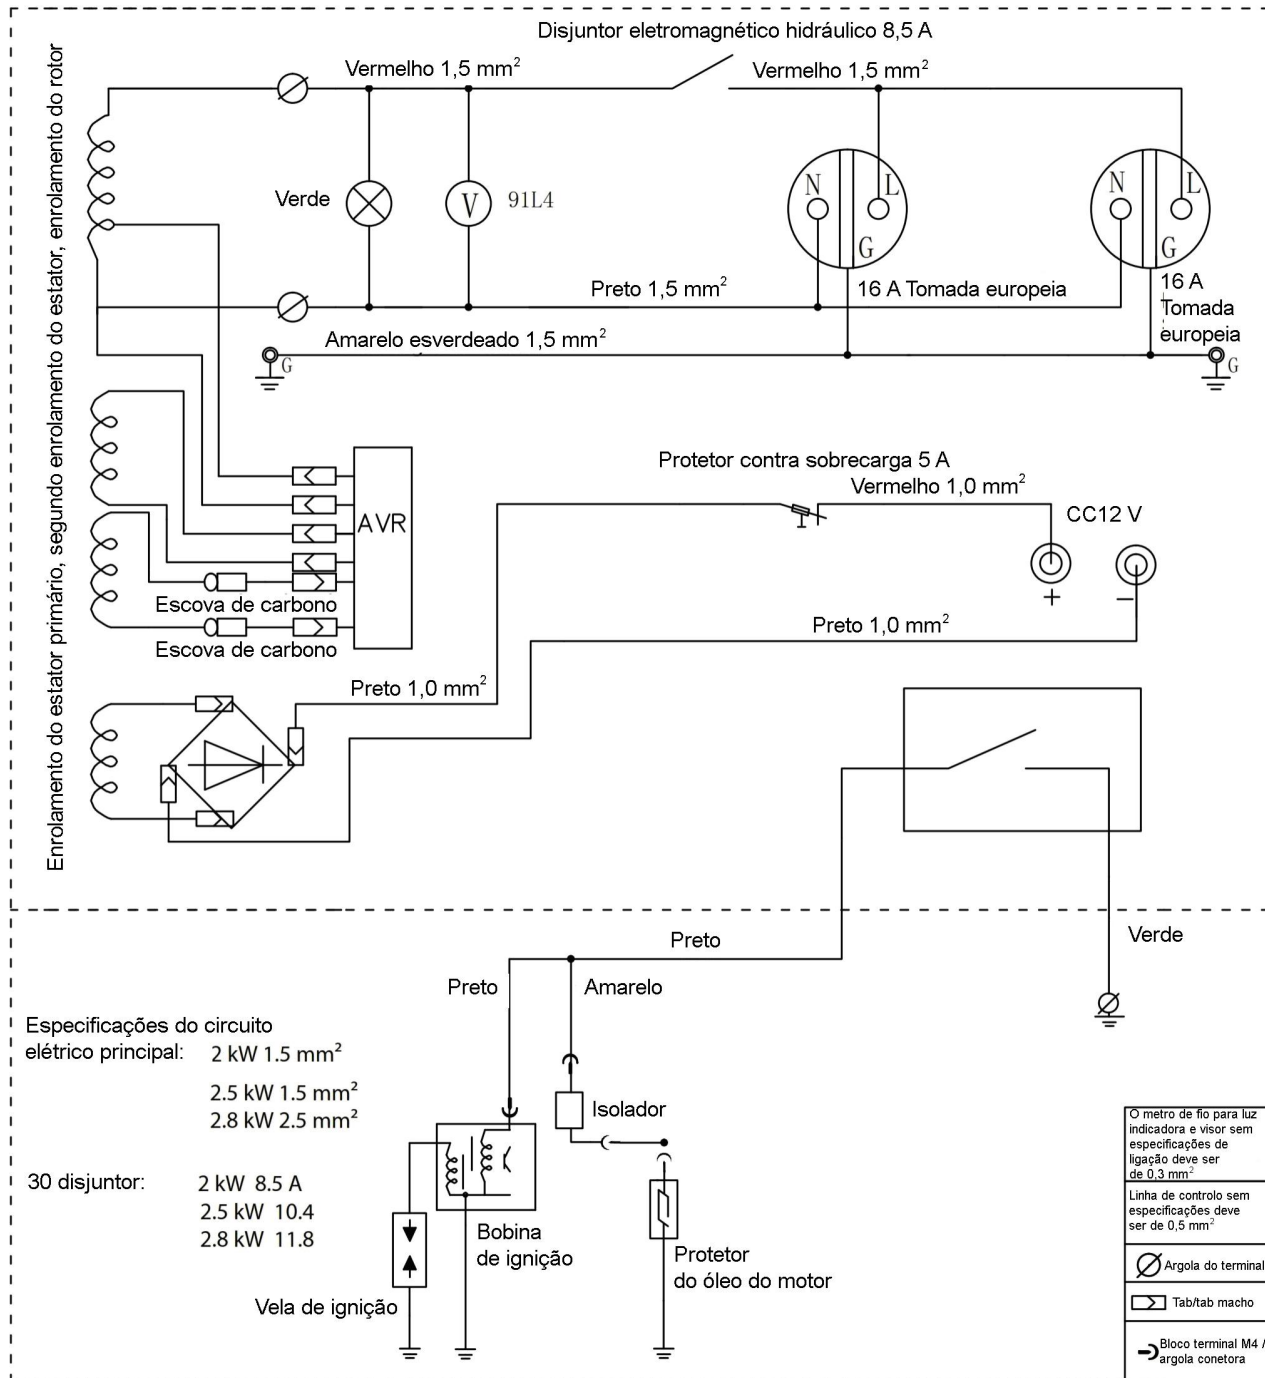 Disjuntor eletromagnético hidráulico 8,5 A
Vermelho 1,5 mm²
Vermelho 1,5 mm²
Enrolamento do estator primário, segundo enrolamento do estator, enrolamento do rotor
Verde
V
91L4
N
L
G
N
L
G
Preto 1,5 mm²
16 A Tomada europeia
16 A
Tomada
europeia
Amarelo esverdeado 1,5 mm²
G
G
AVR
Protetor contra sobrecarga 5 A
Vermelho 1,0 mm²
CC12 V
+
−
Escova de carbono
Escova de carbono
Preto 1,0 mm²
Preto 1,0 mm²
Preto
Verde
Preto
Amarelo
Especificações do circuito
elétrico principal:
2 kW 1.5 mm²
2.5 kW 1.5 mm²
2.8 kW 2.5 mm²
30 disjuntor:
2 kW 8.5 A
2.5 kW 10.4
2.8 kW 11.8
Isolador
Bobina
de ignição
Protetor
do óleo do motor
Vela de ignição
O metro de fio para luz
indicadora e visor sem
especificações de
ligação deve ser
de 0,3 mm²
Linha de controlo sem
especificações deve
ser de 0,5 mm²
Argola do terminal
Tab/tab macho
Bloco terminal M4 /
argola conetora